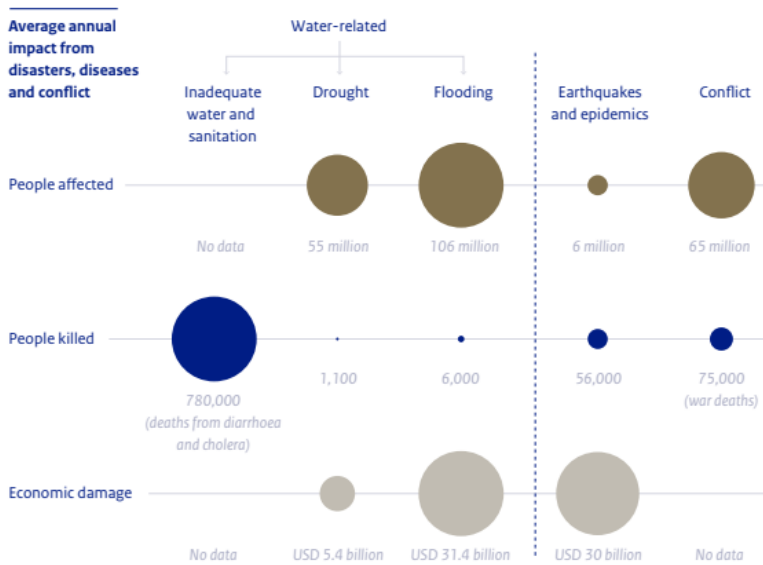 Average annual
impact from
disasters, diseases
and conflict
Water-related
Inadequate
water and
sanitation
Drought
Flooding
Earthquakes
and epidemics
Conflict
People affected
No data
55 million
106 million
6 million
65 million
People killed
780,000
(deaths from diarrhoea
and cholera)
1,100
6,000
56,000
75,000
(war deaths)
Economic damage
No data
USD 5.4 billion
USD 31.4 billion
USD 30 billion
No data